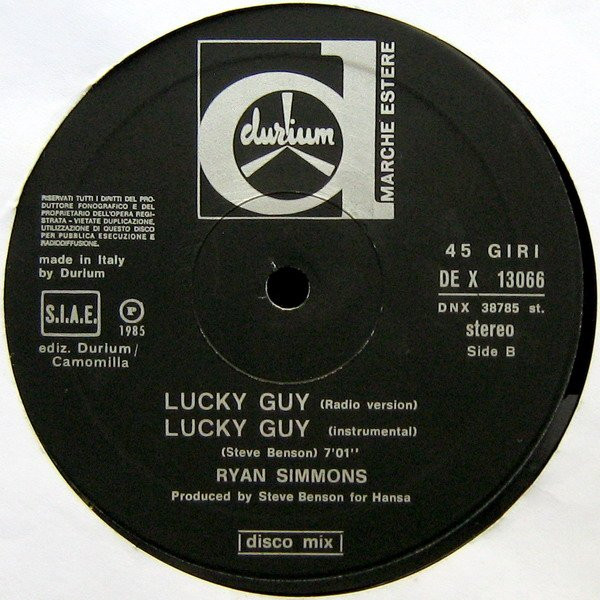 durium
MARCHE ESTERE
RISERVATI TUTTI I DIRITTI DEL PRO-
DUTTORE FONOGRAFICO E DEL
PROPRIETARIO DELL'OPERA REGI-
STRATA - VIETATE DUPLICAZIONE,
UTILIZZAZIONE DI QUESTO DISCO
PER PUBBLICA ESECUZIONE E
RADIODIFFUSIONE.
made in Italy
by Durium
S.I.A.E.
P
1985
ediz. Durium/
Camomilla
45 GIRI
DE X 13066
DNX 38785 st.
stereo
Side B
LUCKY GUY (Radio version)
LUCKY GUY (instrumental)
(Steve Benson) 7'01''
RYAN SIMMONS
Produced by Steve Benson for Hansa
disco mix